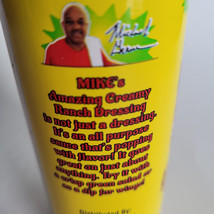 MIKE's
Amazing Creamy
Ranch Dressing
is not just a dressing.
It's an all purpose
sauce that's popping
with flavor! It goes
great on just about
anything. Try it with
a crisp green salad or
as a dip for wings!
Distributed By: